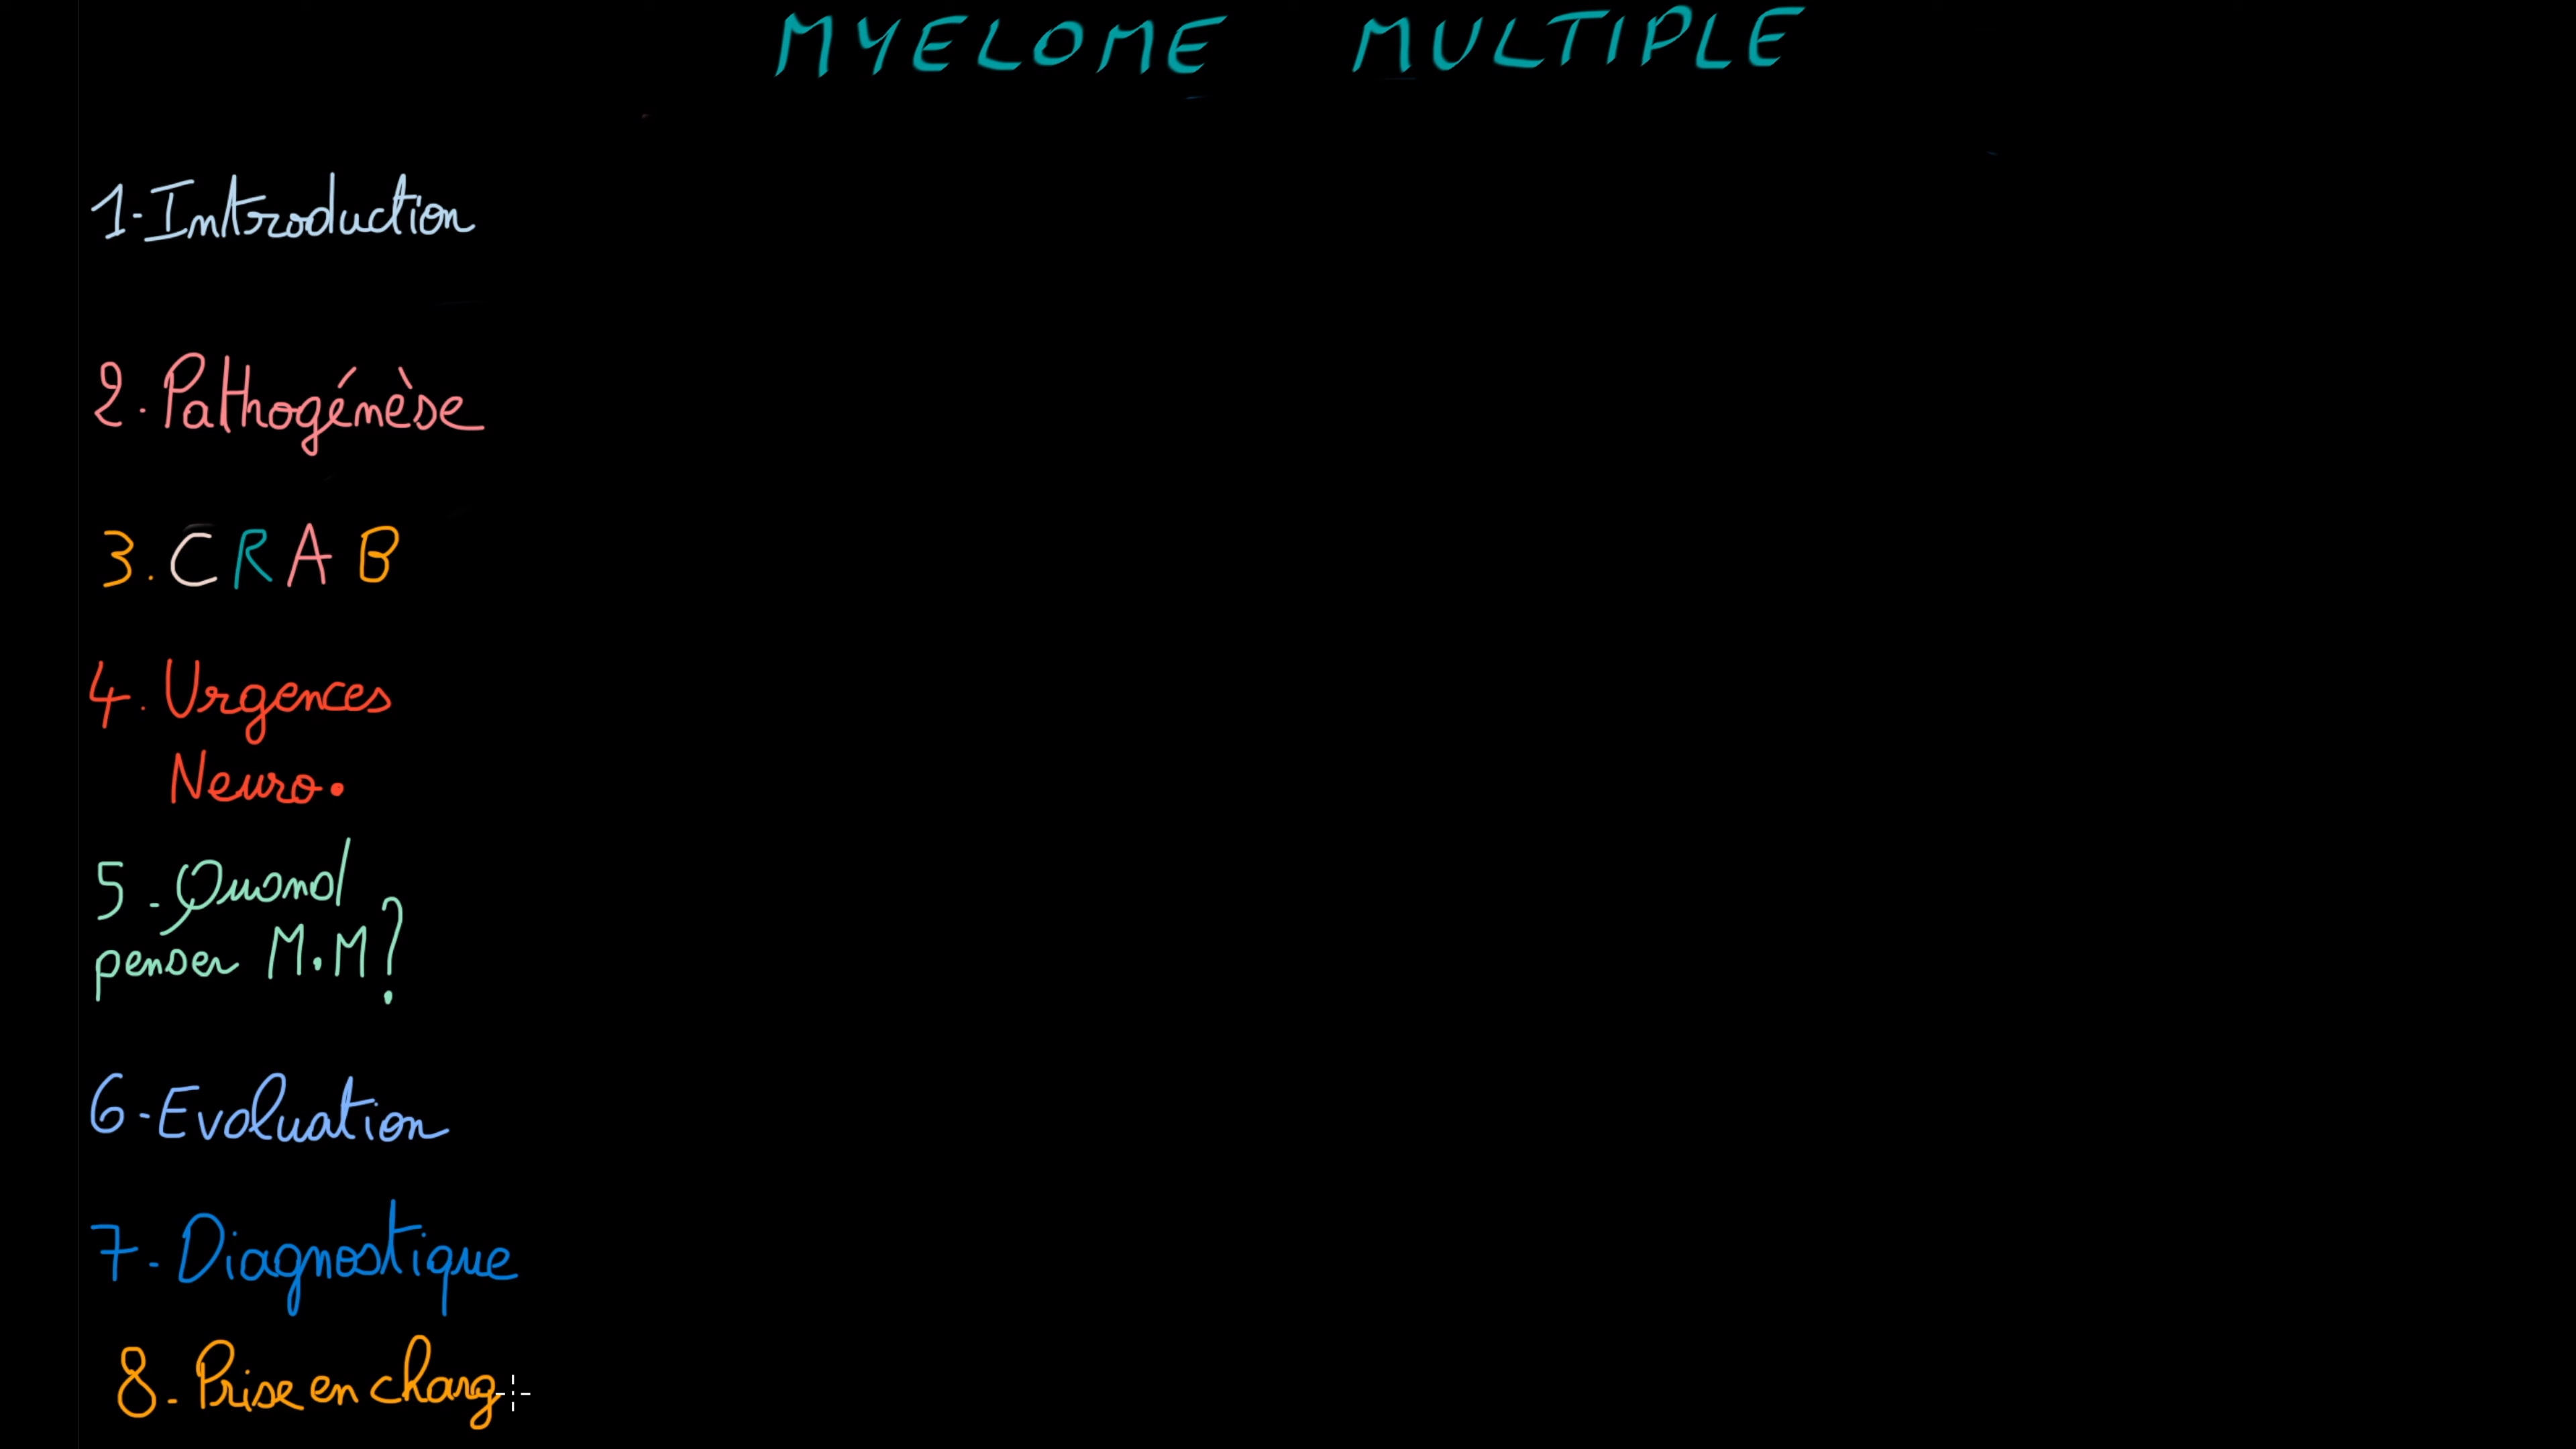 MYELOME MULTIPLE
1-Introduction
2. Pathogénèse
3. CRAB
4. Urgences
Neuro.
5-Quand
penser M.M?
6-Evaluation
7-Diagnostique
8-Prise en charg